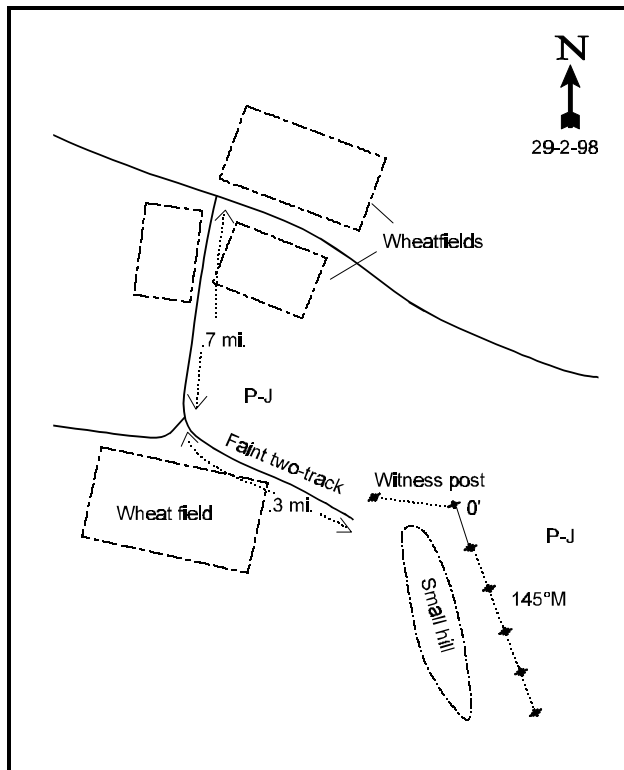 N
29-2-98
Wheatfields
.7 mi.
P-J
Faint two-track
Witness post
0'
Wheat field
.3 mi.
P-J
Small hill
145°M